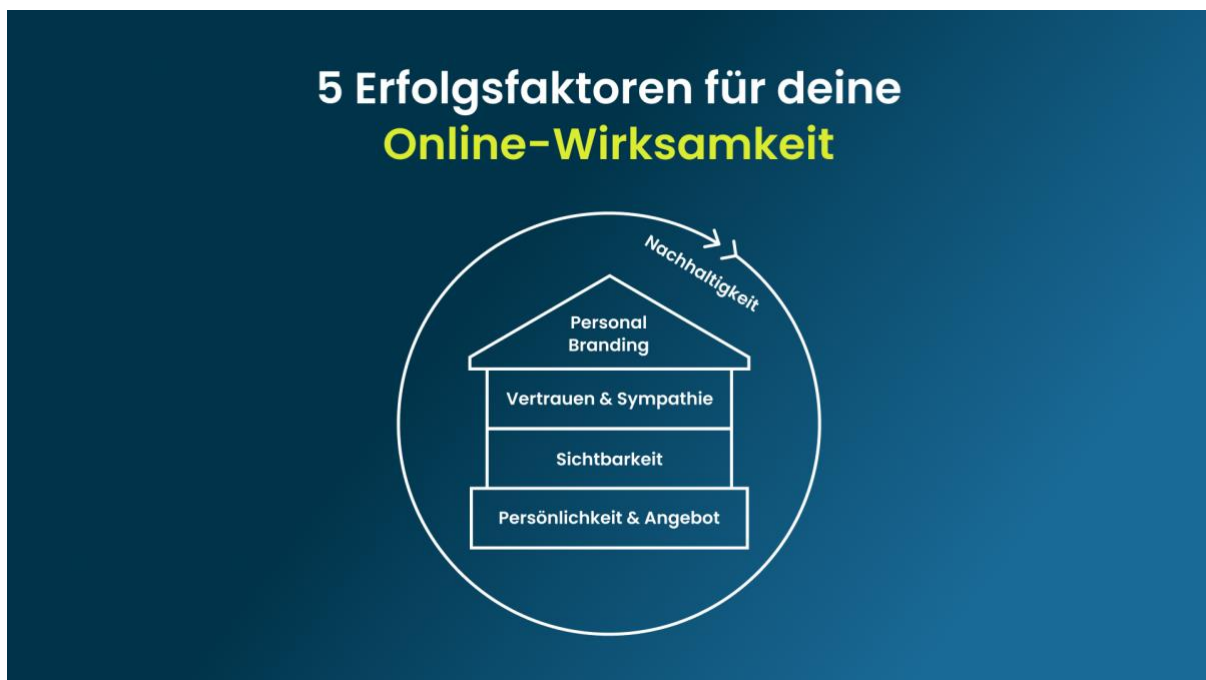 5 Erfolgsfaktoren für deine
Online-Wirksamkeit
Nachhaltigkeit
Personal
Branding
Vertrauen & Sympathie
Sichtbarkeit
Persönlichkeit & Angebot